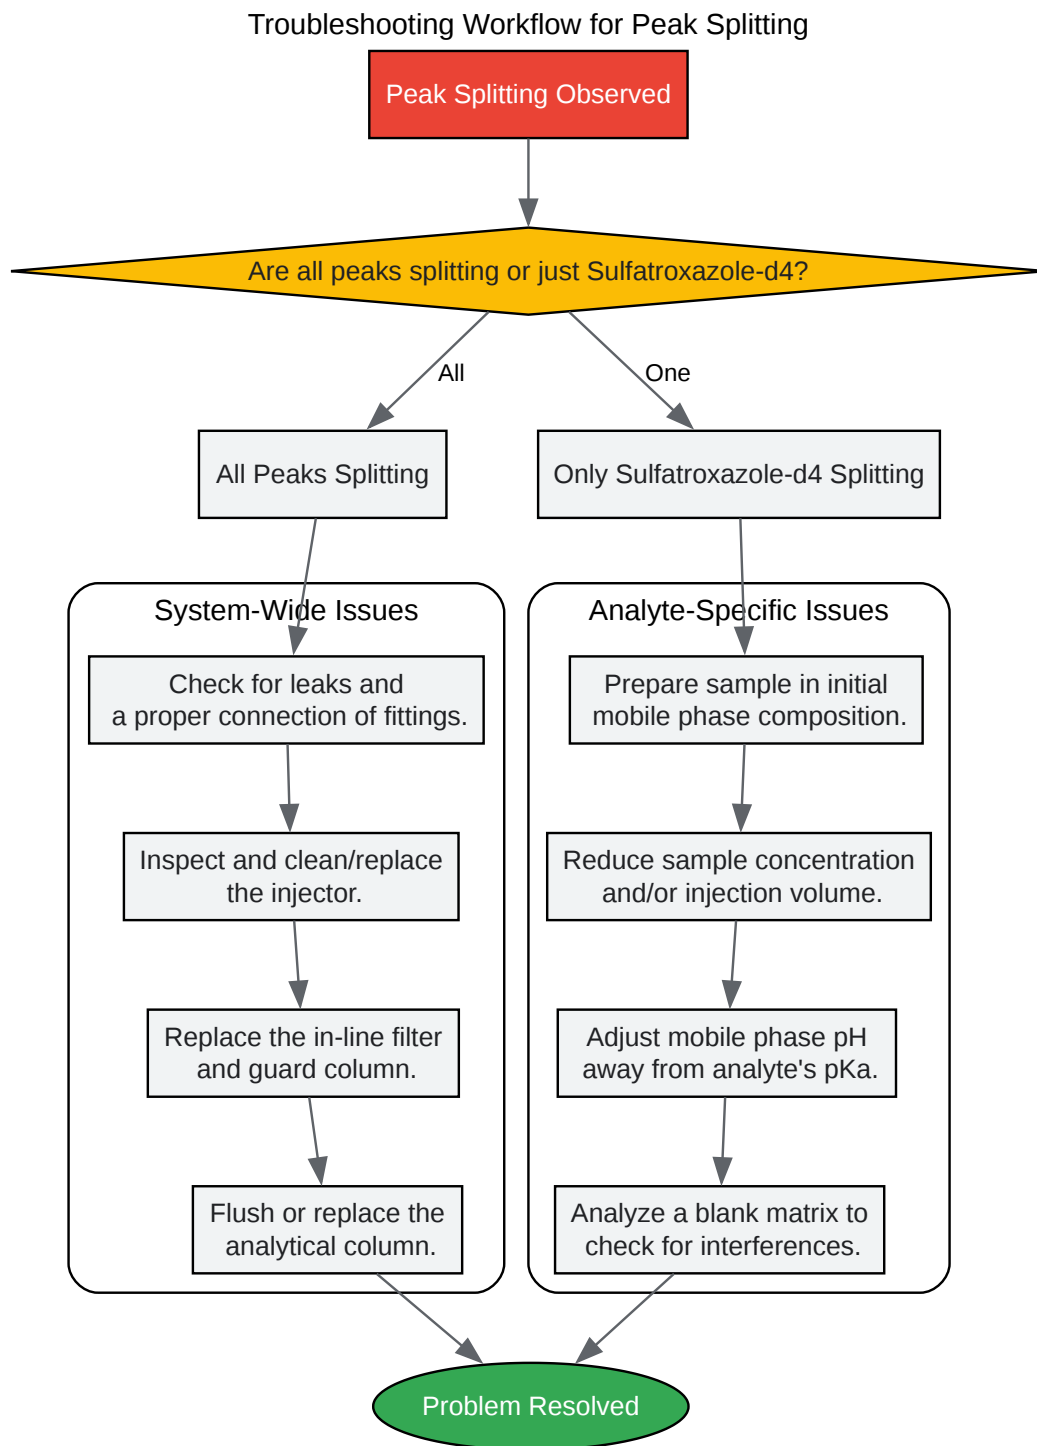 Troubleshooting Workflow for Peak Splitting
Peak Splitting Observed
Are all peaks splitting or just Sulfatroxazole-d4?
All
One
All Peaks Splitting
Only Sulfatroxazole-d4 Splitting
System-Wide Issues
Check for leaks and
a proper connection of fittings.
Inspect and clean/replace
the injector.
Replace the in-line filter
and guard column.
Flush or replace the
analytical column.
Analyte-Specific Issues
Prepare sample in initial
mobile phase composition.
Reduce sample concentration
and/or injection volume.
Adjust mobile phase pH
away from analyte's pKa.
Analyze a blank matrix to
check for interferences.
Problem Resolved